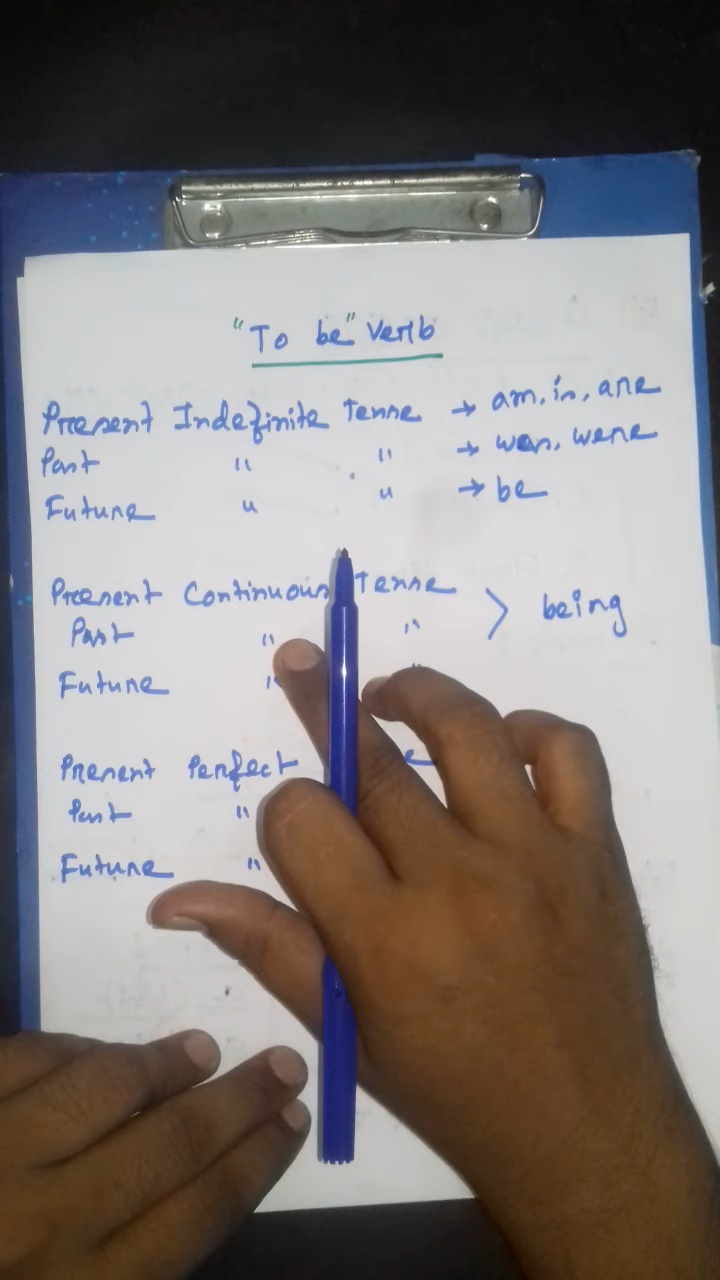 "To be" Verb
Present Indefinite Tense → am, is, are
Past " " → was, were
Future " " → be
Present Continuous Tense > being
Past " "
Future " "
Present Perfect
Past "
Future "